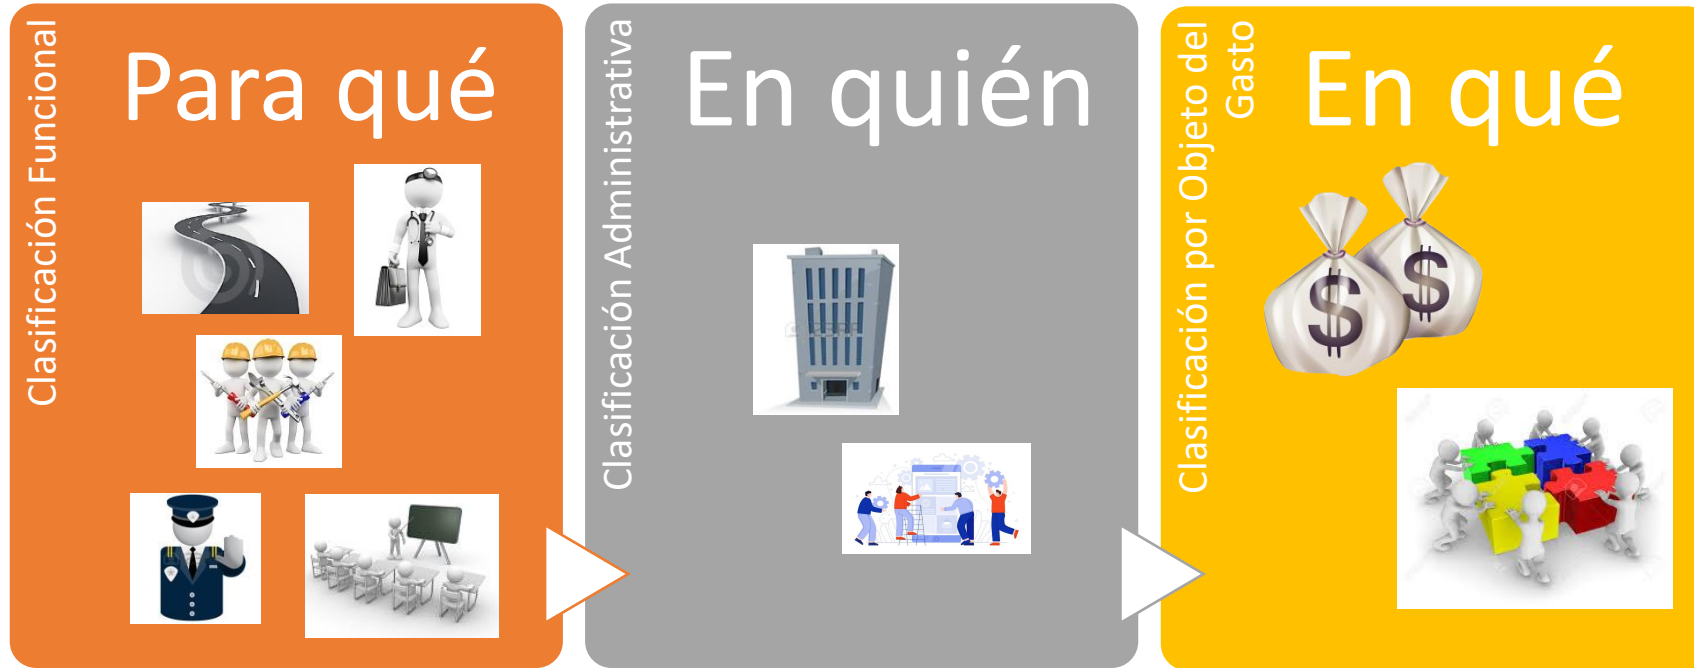 Clasificación Funcional
Para qué
Clasificación Administrativa
En quién
Clasificación por Objeto del
Gasto
En qué
$
$